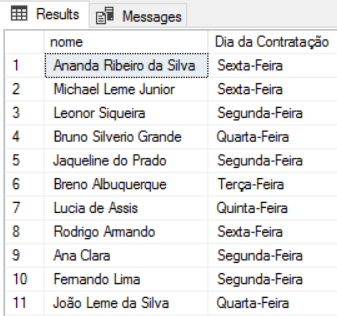 Results Messages
nome Dia da Contratação
1 Ananda Ribeiro da Silva Sexta-Feira
2 Michael Leme Junior Sexta-Feira
3 Leonor Siqueira Segunda-Feira
4 Bruno Silverio Grande Quarta-Feira
5 Jaqueline do Prado Segunda-Feira
6 Breno Albuquerque Terça-Feira
7 Lucia de Assis Quinta-Feira
8 Rodrigo Armando Sexta-Feira
9 Ana Clara Segunda-Feira
10 Fernando Lima Segunda-Feira
11 João Leme da Silva Quarta-Feira